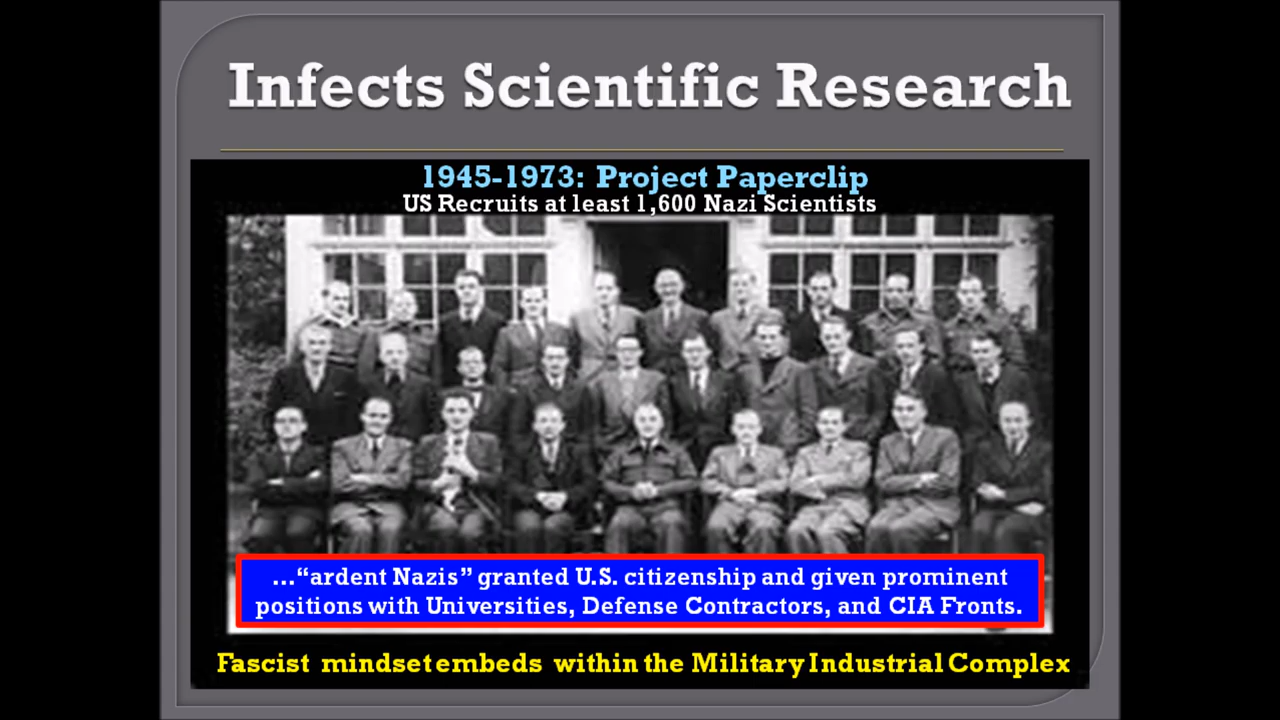 Infects Scientific Research
1945-1973: Project Paperclip
US Recruits at least 1,600 Nazi Scientists
...“ardent Nazis” granted U.S. citizenship and given prominent
positions with Universities, Defense Contractors, and CIA Fronts.
Fascist mindset embeds within the Military Industrial Complex